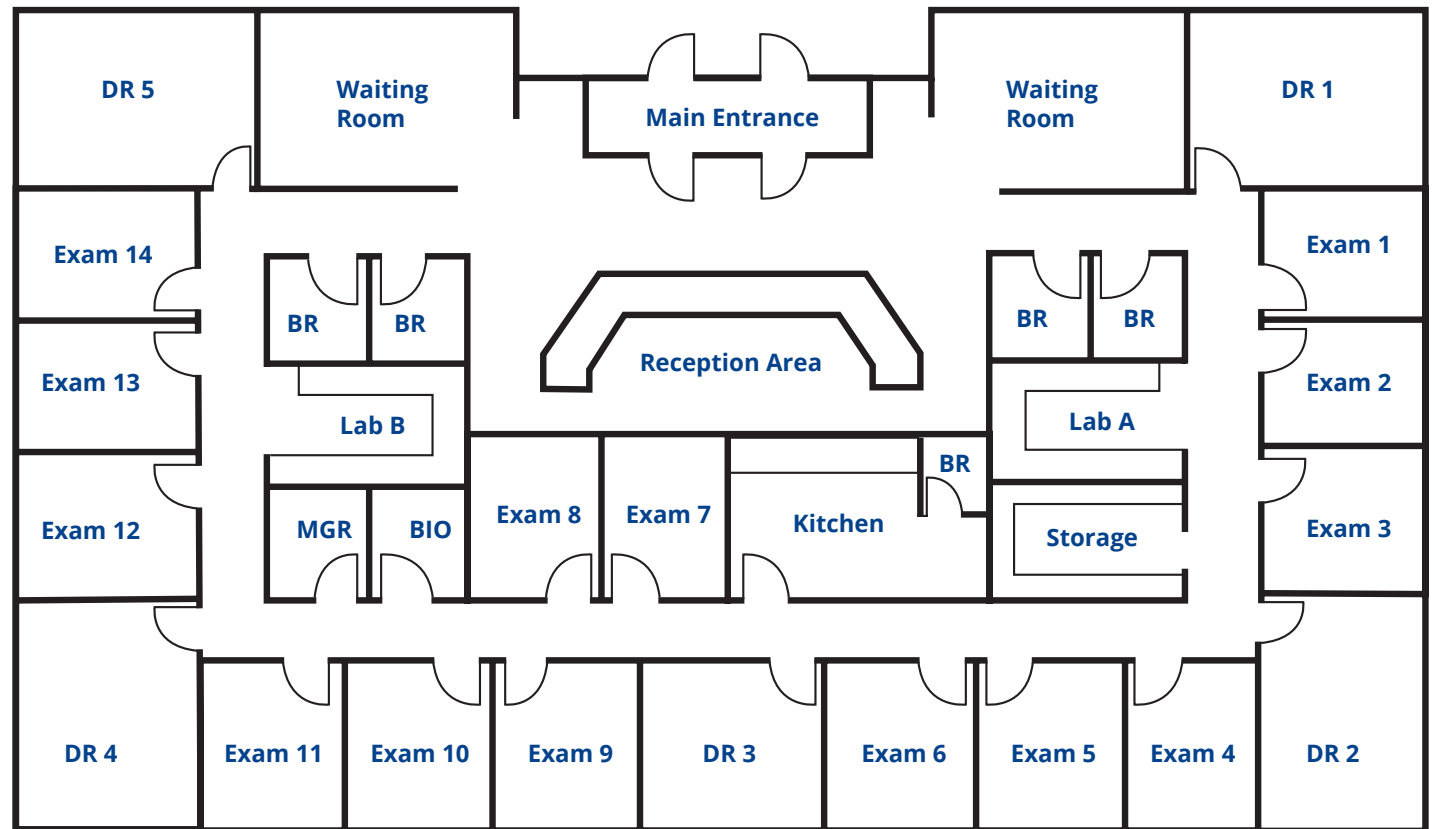 DR 5
Waiting
Room
Main Entrance
Waiting
Room
DR 1
Exam 14
Exam 1
BR
BR
BR
BR
Reception Area
Exam 13
Exam 2
Lab B
Lab A
BR
Exam 12
MGR
BIO
Exam 8
Exam 7
Kitchen
Storage
Exam 3
DR 4
Exam 11
Exam 10
Exam 9
DR 3
Exam 6
Exam 5
Exam 4
DR 2